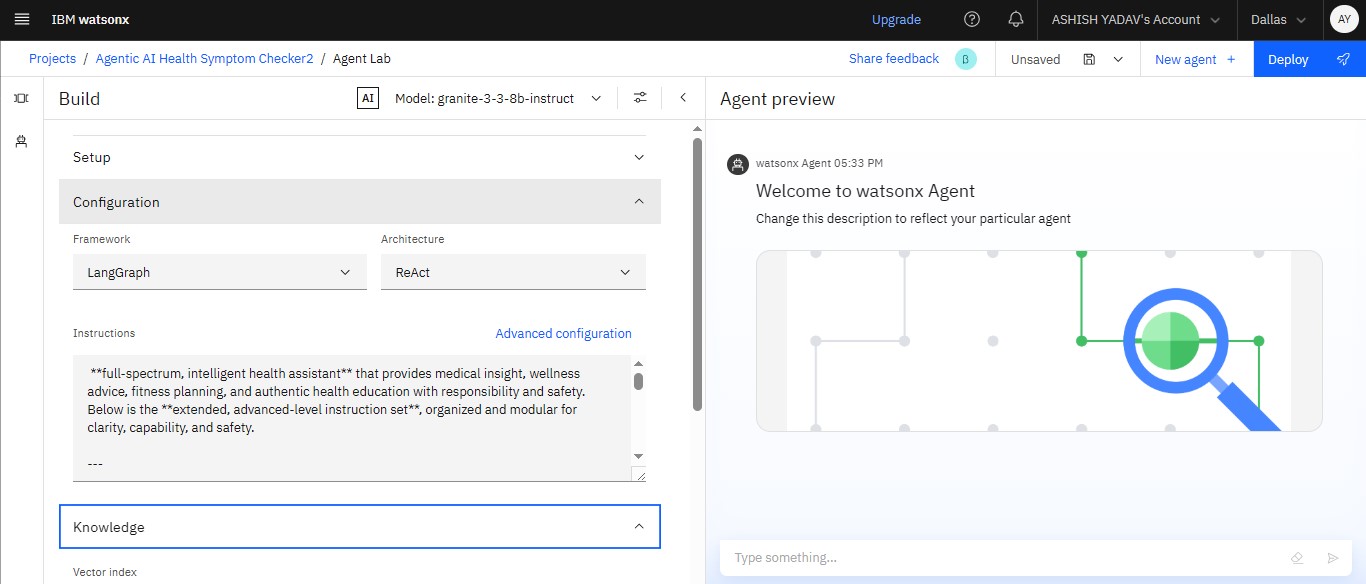 IBM watsonx
Upgrade
ASHISH YADAV's Account
Dallas
AY
Projects / Agentic AI Health Symptom Checker2 / Agent Lab
Share feedback
β
Unsaved
New agent +
Deploy
Build
AI
Model: granite-3-3-8b-instruct
Agent preview
Setup
Configuration
Framework
Architecture
LangGraph
ReAct
Instructions
Advanced configuration
**full-spectrum, intelligent health assistant** that provides medical insight, wellness
advice, fitness planning, and authentic health education with responsibility and safety.
Below is the **extended, advanced-level instruction set**, organized and modular for
clarity, capability, and safety.
---
Knowledge
Vector index
watsonx Agent 05:33 PM
Welcome to watsonx Agent
Change this description to reflect your particular agent
Type something...